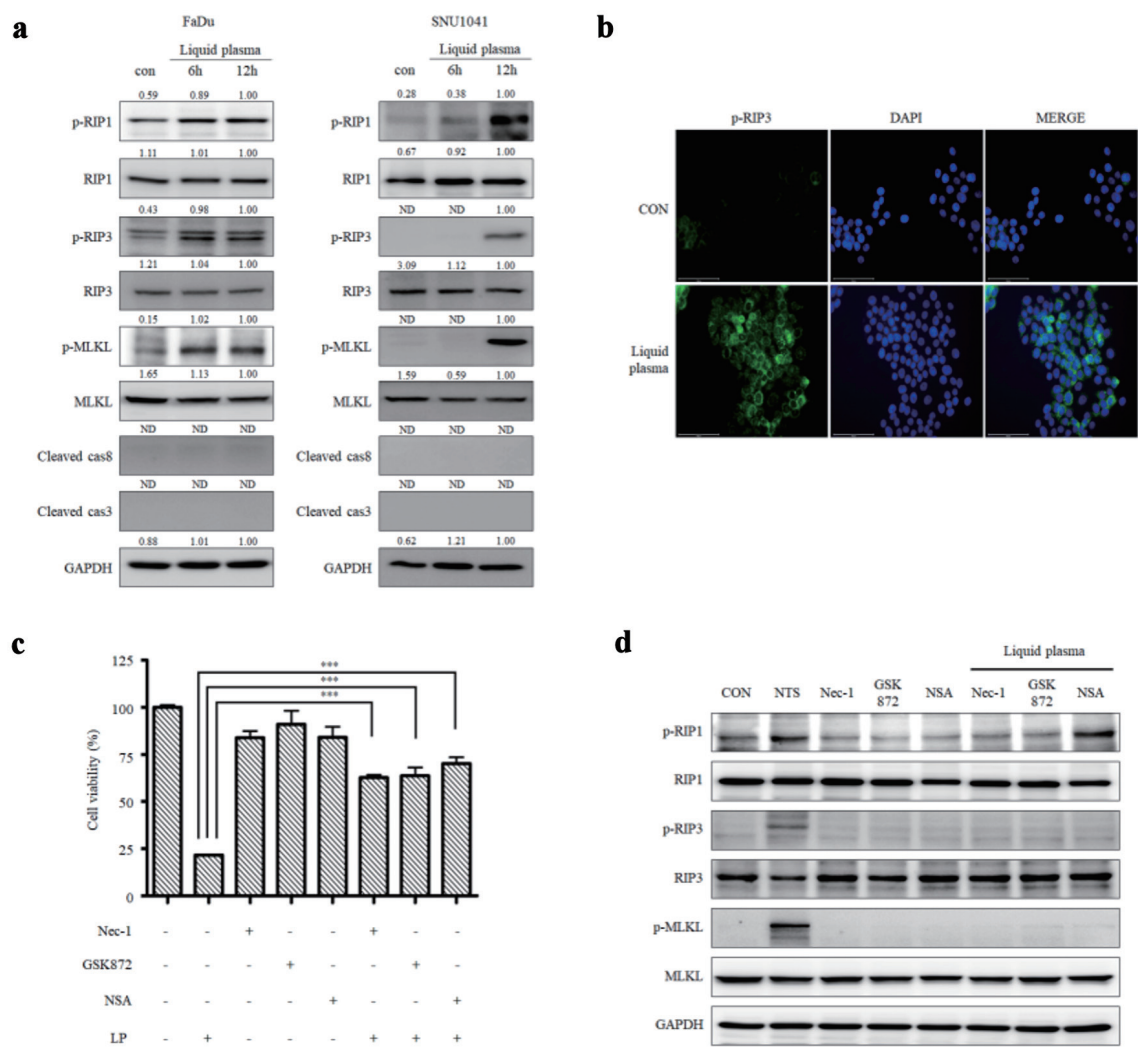 a
FaDu
Liquid plasma
con 6h 12h
0.59 0.89 1.00
p-RIP1
1.11 1.01 1.00
RIP1
0.43 0.98 1.00
p-RIP3
1.21 1.04 1.00
RIP3
0.15 1.02 1.00
p-MLKL
1.65 1.13 1.00
MLKL
ND ND ND
Cleaved cas8
ND ND ND
Cleaved cas3
0.88 1.01 1.00
GAPDH
SNU1041
Liquid plasma
con 6h 12h
0.28 0.38 1.00
p-RIP1
0.67 0.92 1.00
RIP1
ND ND 1.00
p-RIP3
3.09 1.12 1.00
RIP3
ND ND 1.00
p-MLKL
1.59 0.59 1.00
MLKL
ND ND ND
Cleaved cas8
ND ND ND
Cleaved cas3
0.62 1.21 1.00
GAPDH
b
p-RIP3 DAPI MERGE
CON
Liquid
plasma
c
Cell viability (%)
125
100
75
50
25
0
***
***
***
Nec-1 - - + - - + - -
GSK872 - - - + - - + -
NSA - - - - + - - +
LP - + - - - + + +
d
Liquid plasma
CON NTS Nec-1 GSK 872 NSA Nec-1 GSK 872 NSA
p-RIP1
RIP1
p-RIP3
RIP3
p-MLKL
MLKL
GAPDH